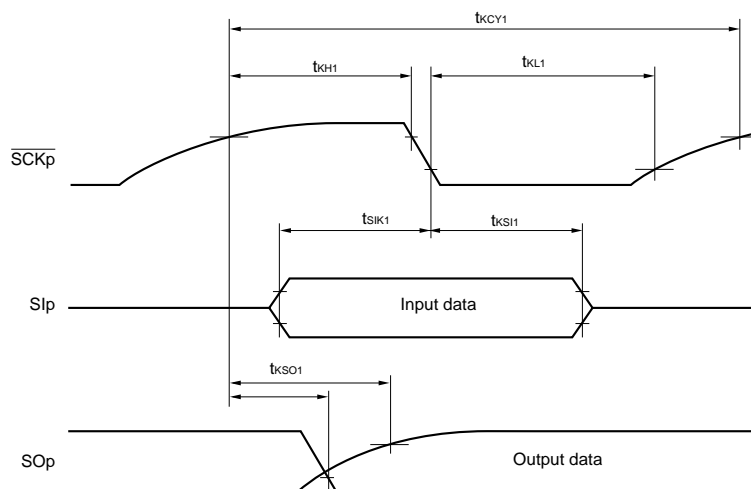 tKCY1
tKH1
tKL1
SCKp
tSIK1
tKSI1
SIp
Input data
tKSO1
SOp
Output data